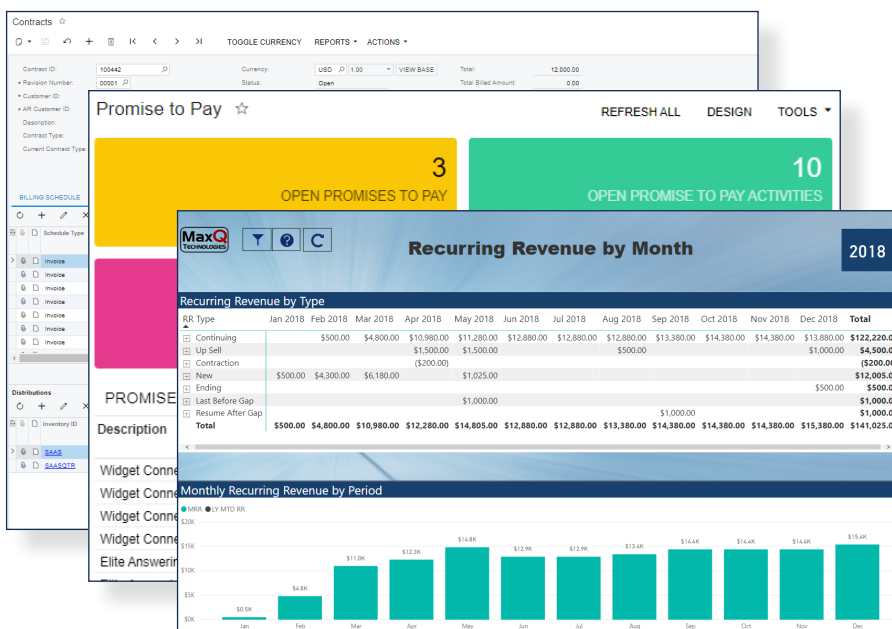 Contracts
TOGGLE CURRENCY REPORTS ACTIONS
Contract ID: 100442 Currency: USD 1.00 VIEW BASE Total: 12,000.00
Revision Number: 00001 Status: Open Total Billed Amount: 0.00
Customer ID:
AR Customer ID:
Description:
Contract Type:
Current Contract Type:
BILLING SCHEDULE
Schedule Type
Invoice
Invoice
Invoice
Invoice
Invoice
Invoice
Invoice
Distributions
Inventory ID
SAAS
SAASQTR
Promise to Pay
REFRESH ALL DESIGN TOOLS
3
OPEN PROMISES TO PAY
10
OPEN PROMISE TO PAY ACTIVITIES
PROMISE
Description
Widget Conne
Widget Conne
Widget Conne
Widget Conne
Elite Answerin
MaxQ
TECHNOLOGIES
Recurring Revenue by Month
2018
Recurring Revenue by Type
RR Type Jan 2018 Feb 2018 Mar 2018 Apr 2018 May 2018 Jun 2018 Jul 2018 Aug 2018 Sep 2018 Oct 2018 Nov 2018 Dec 2018 Total
Continuing $500.00 $4,800.00 $10,980.00 $11,280.00 $12,880.00 $12,880.00 $12,880.00 $13,380.00 $14,380.00 $14,380.00 $13,880.00 $122,220.0
Up Sell $1,500.00 $1,500.00 $500.00 $1,000.00 $4,500.0
Contraction ($200.00) ($200.00
New $500.00 $4,300.00 $6,180.00 $1,025.00 $12,005.0
Ending $500.00 $500.0
Last Before Gap $1,000.00 $1,000.0
Resume After Gap $1,000.00 $1,000.0
Total $500.00 $4,800.00 $10,980.00 $12,280.00 $14,805.00 $12,880.00 $12,880.00 $13,380.00 $14,380.00 $14,380.00 $14,380.00 $15,380.00 $141,025.0
Monthly Recurring Revenue by Period
MRR LY MTD RR
$20K
$15K
$10K
$5K
$0K
$0.5K $4.8K $11.0K $12.3K $14.8K $12.9K $12.9K $13.4K $14.4K $14.4K $14.4K $15.4K
Jan Feb Mar Apr May Jun Jul Aug Sep Oct Nov Dec